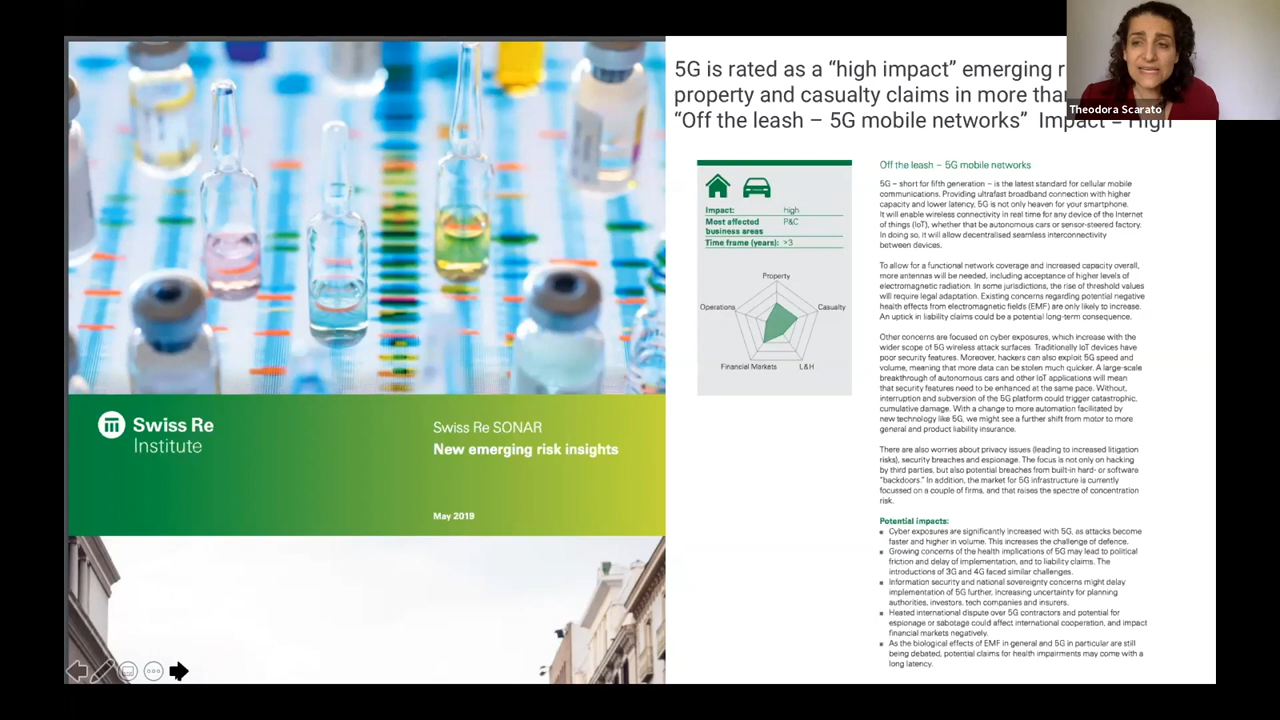 5G is rated as a “high impact” emerging
property and casualty claims in more
“Off the leash – 5G mobile networks” Impact = High
Theodora Scarato
Impact: high
Most affected P&C
business areas
Time frame (years): >3
Property
Operations
Casualty
Financial Markets
L&H
Off the leash – 5G mobile networks
5G – short for fifth generation – is the latest standard for cellular mobile
communications. Providing ultrafast broadband connection with higher
capacity and lower latency, 5G is not only heaven for your smartphone.
It will enable wireless connectivity in real time for any device of the Internet
of things (IoT), whether that be autonomous cars or sensor-steered factory.
In doing so, it will allow decentralised seamless interconnectivity
between devices.
To allow for a functional network coverage and increased capacity overall,
more antennas will be needed, including acceptance of higher levels of
electromagnetic radiation. In some jurisdictions, the rise of threshold values
will require legal adaptation. Existing concerns regarding potential negative
health effects from electromagnetic fields (EMF) are only likely to increase.
An uptick in liability claims could be a potential long-term consequence.
Other concerns are focused on cyber exposures, which increase with the
wider scope of 5G wireless attack surfaces. Traditionally IoT devices have
poor security features. Moreover, hackers can also exploit 5G speed and
volume, meaning that more data can be stolen much quicker. A large-scale
breakthrough of autonomous cars and other IoT applications will mean
that security features need to be enhanced at the same pace. Without,
interruption and subversion of the 5G platform could trigger catastrophic,
cumulative damage. With a change to more automation facilitated by
new technology like 5G, we might see a further shift from motor to more
general and product liability insurance.
There are also worries about privacy issues (leading to increased litigation
risks), security breaches and espionage. The focus is not only on hacking
by third parties, but also potential breaches from built-in hard- or software
“backdoors.” In addition, the market for 5G infrastructure is currently
focussed on a couple of firms, and that raises the spectre of concentration
risk.
Potential impacts:
▪ Cyber exposures are significantly increased with 5G, as attacks become
faster and higher in volume. This increases the challenge of defence.
▪ Growing concerns of the health implications of 5G may lead to political
friction and delay of implementation, and to liability claims. The
introductions of 3G and 4G faced similar challenges.
▪ Information security and national sovereignty concerns might delay
implementation of 5G further, increasing uncertainty for planning
authorities, investors, tech companies and insurers.
▪ Heated international dispute over 5G contractors and potential for
espionage or sabotage could affect international cooperation, and impact
financial markets negatively.
▪ As the biological effects of EMF in general and 5G in particular are still
being debated, potential claims for health impairments may come with a
long latency.
Swiss Re
Institute
Swiss Re SONAR
New emerging risk insights
May 2019